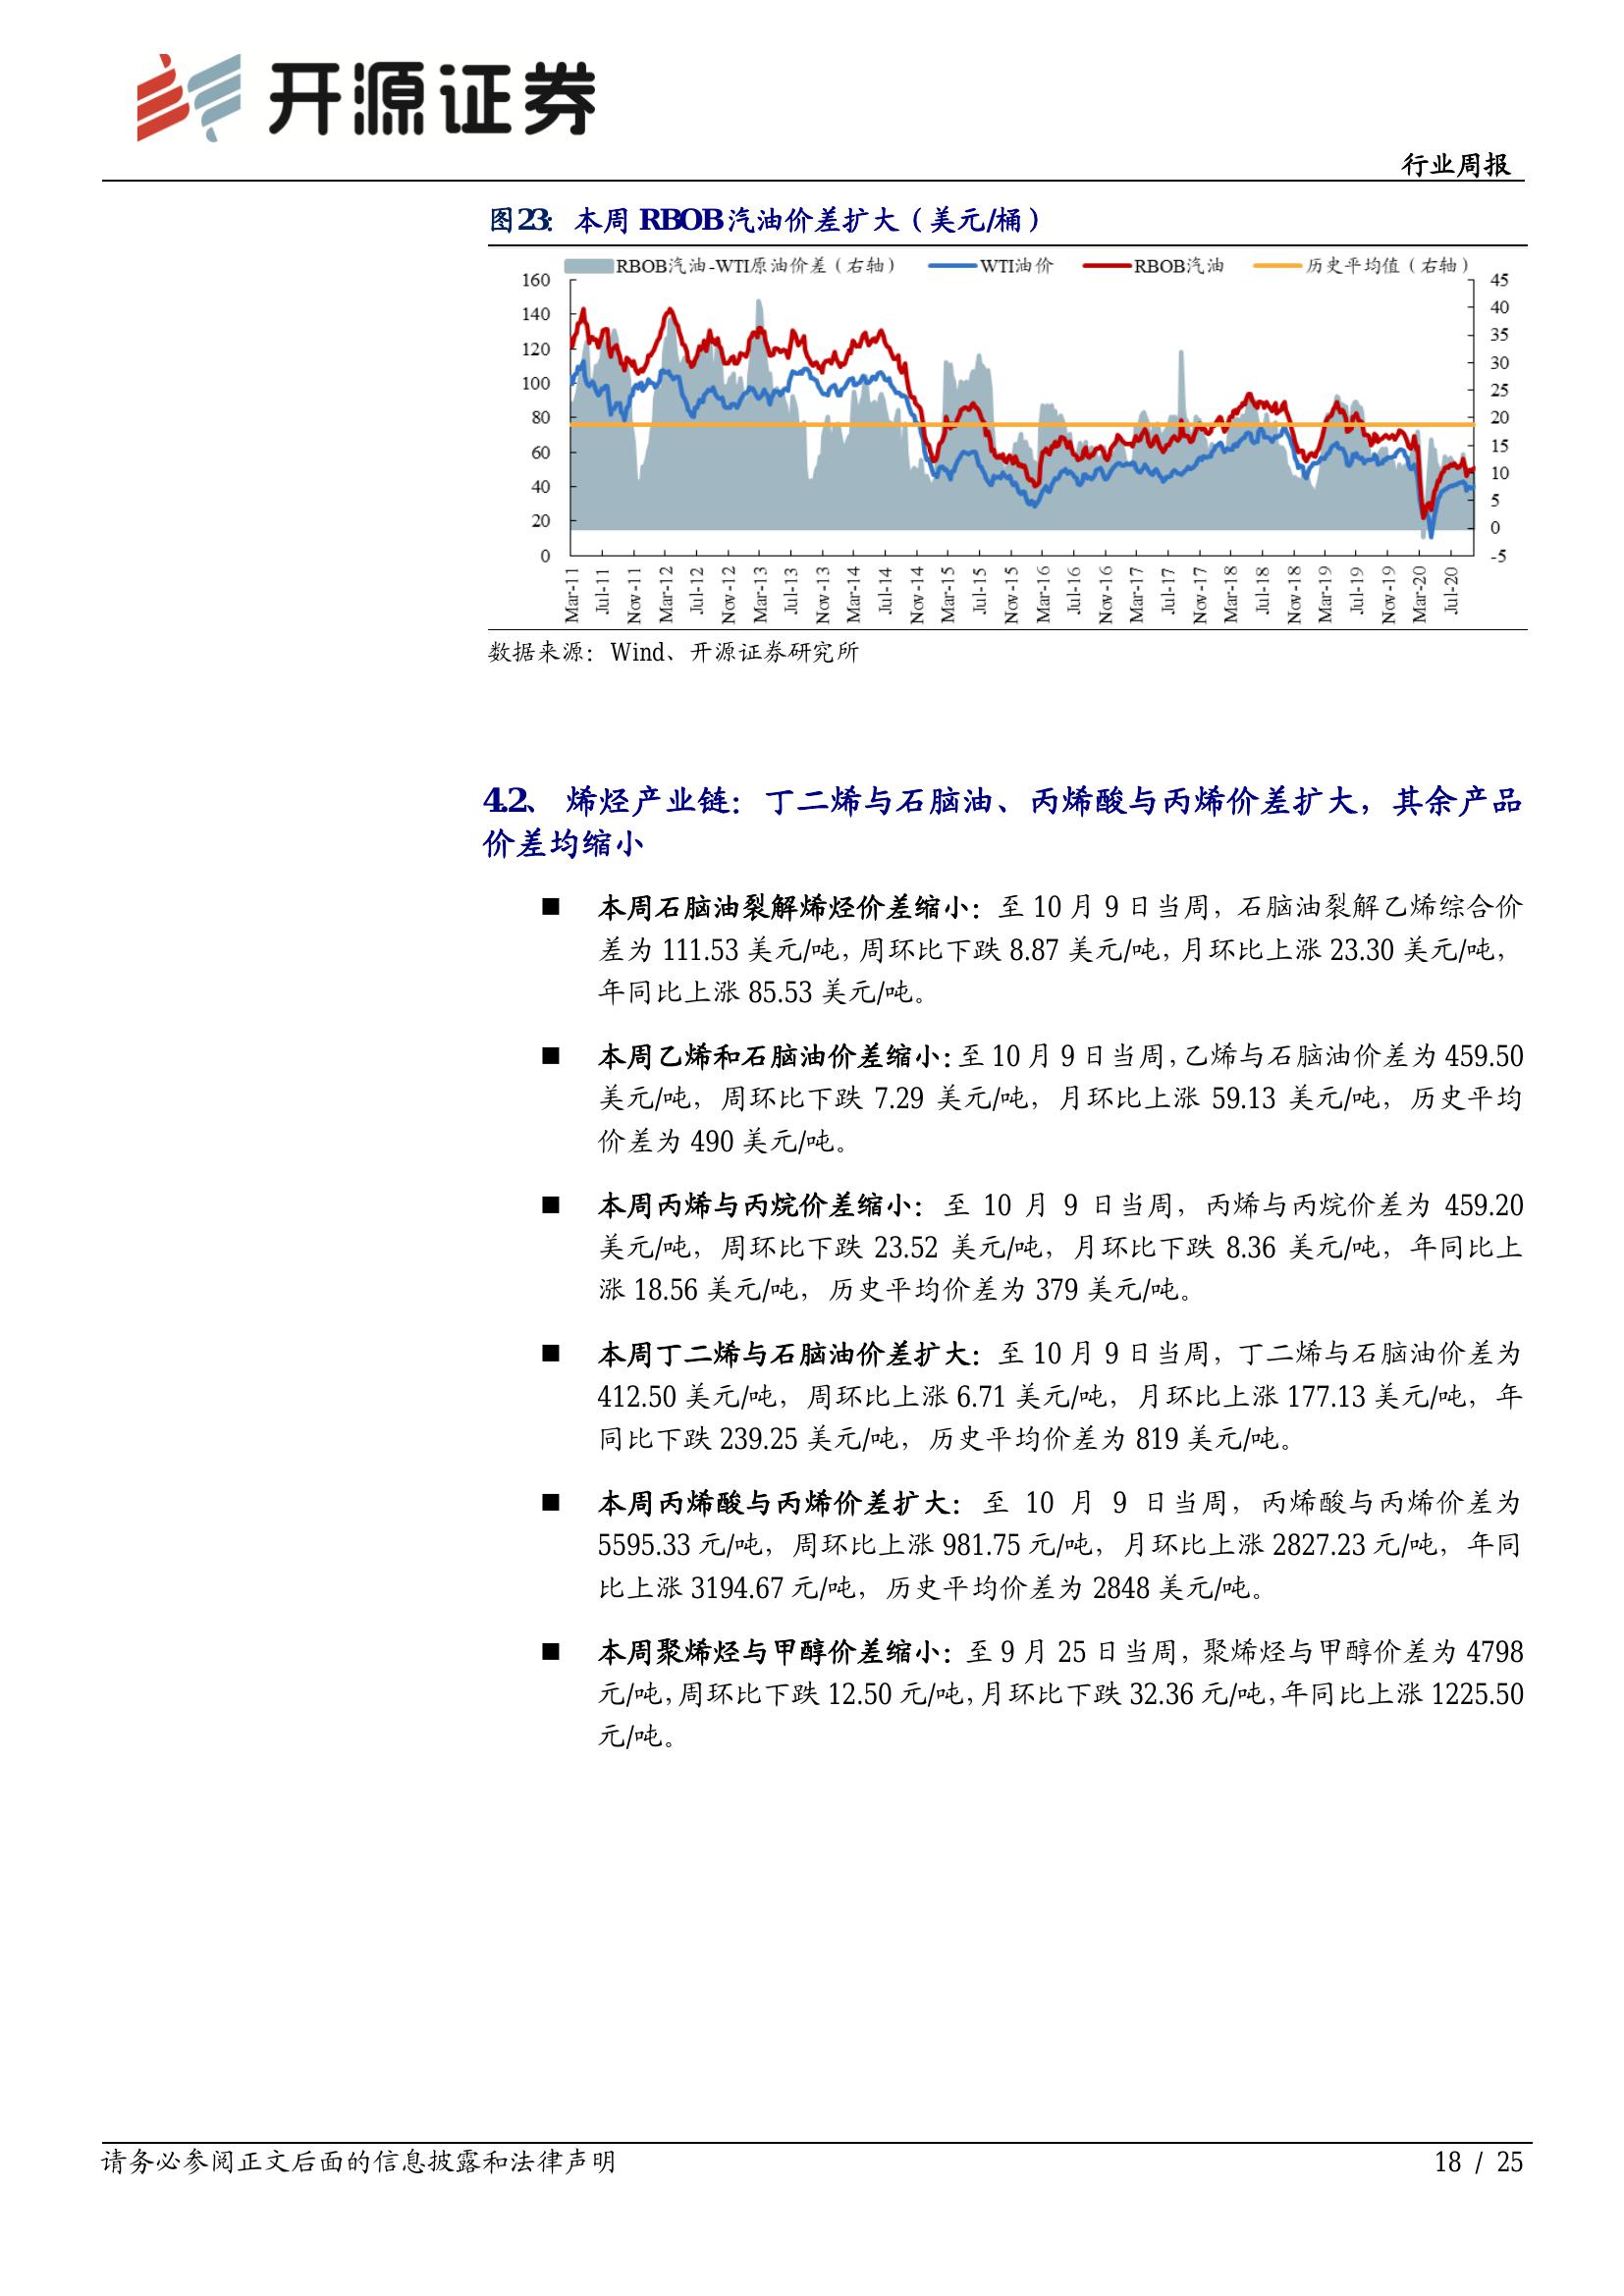 开源证券
行业周报
图23： 本周 RBOB 汽油价差扩大（美元/桶）
RBOB汽油-WTI原油价差（右轴） WTI油价 RBOB汽油 历史平均值（右轴）
160 45
140 40
120 35
100 30
80 25
60 20
40 15
20 10
0 5
0
-5
Mar-11 Jul-11 Nov-11 Mar-12 Jul-12 Nov-12 Mar-13 Jul-13 Nov-13 Mar-14 Jul-14 Nov-14 Mar-15 Jul-15 Nov-15 Mar-16 Jul-16 Nov-16 Mar-17 Jul-17 Nov-17 Mar-18 Jul-18 Nov-18 Mar-19 Jul-19 Nov-19 Mar-20 Jul-20
数据来源：Wind、开源证券研究所
4.2、 烯烃产业链：丁二烯与石脑油、丙烯酸与丙烯价差扩大，其余产品
价差均缩小
■ 本周石脑油裂解烯烃价差缩小：至 10 月 9 日当周，石脑油裂解乙烯综合价
差为 111.53 美元/吨，周环比下跌 8.87 美元/吨，月环比上涨 23.30 美元/吨，
年同比上涨 85.53 美元/吨。
■ 本周乙烯和石脑油价差缩小：至 10 月 9 日当周，乙烯与石脑油价差为 459.50
美元/吨，周环比下跌 7.29 美元/吨，月环比上涨 59.13 美元/吨，历史平均
价差为 490 美元/吨。
■ 本周丙烯与丙烷价差缩小：至 10 月 9 日当周，丙烯与丙烷价差为 459.20
美元/吨，周环比下跌 23.52 美元/吨，月环比下跌 8.36 美元/吨，年同比上
涨 18.56 美元/吨，历史平均价差为 379 美元/吨。
■ 本周丁二烯与石脑油价差扩大：至 10 月 9 日当周，丁二烯与石脑油价差为
412.50 美元/吨，周环比上涨 6.71 美元/吨，月环比上涨 177.13 美元/吨，年
同比下跌 239.25 美元/吨，历史平均价差为 819 美元/吨。
■ 本周丙烯酸与丙烯价差扩大：至 10 月 9 日当周，丙烯酸与丙烯价差为
5595.33 元/吨，周环比上涨 981.75 元/吨，月环比上涨 2827.23 元/吨，年同
比上涨 3194.67 元/吨，历史平均价差为 2848 美元/吨。
■ 本周聚烯烃与甲醇价差缩小：至 9 月 25 日当周，聚烯烃与甲醇价差为 4798
元/吨，周环比下跌 12.50 元/吨，月环比下跌 32.36 元/吨，年同比上涨 1225.50
元/吨。
请务必参阅正文后面的信息披露和法律声明 18 / 25